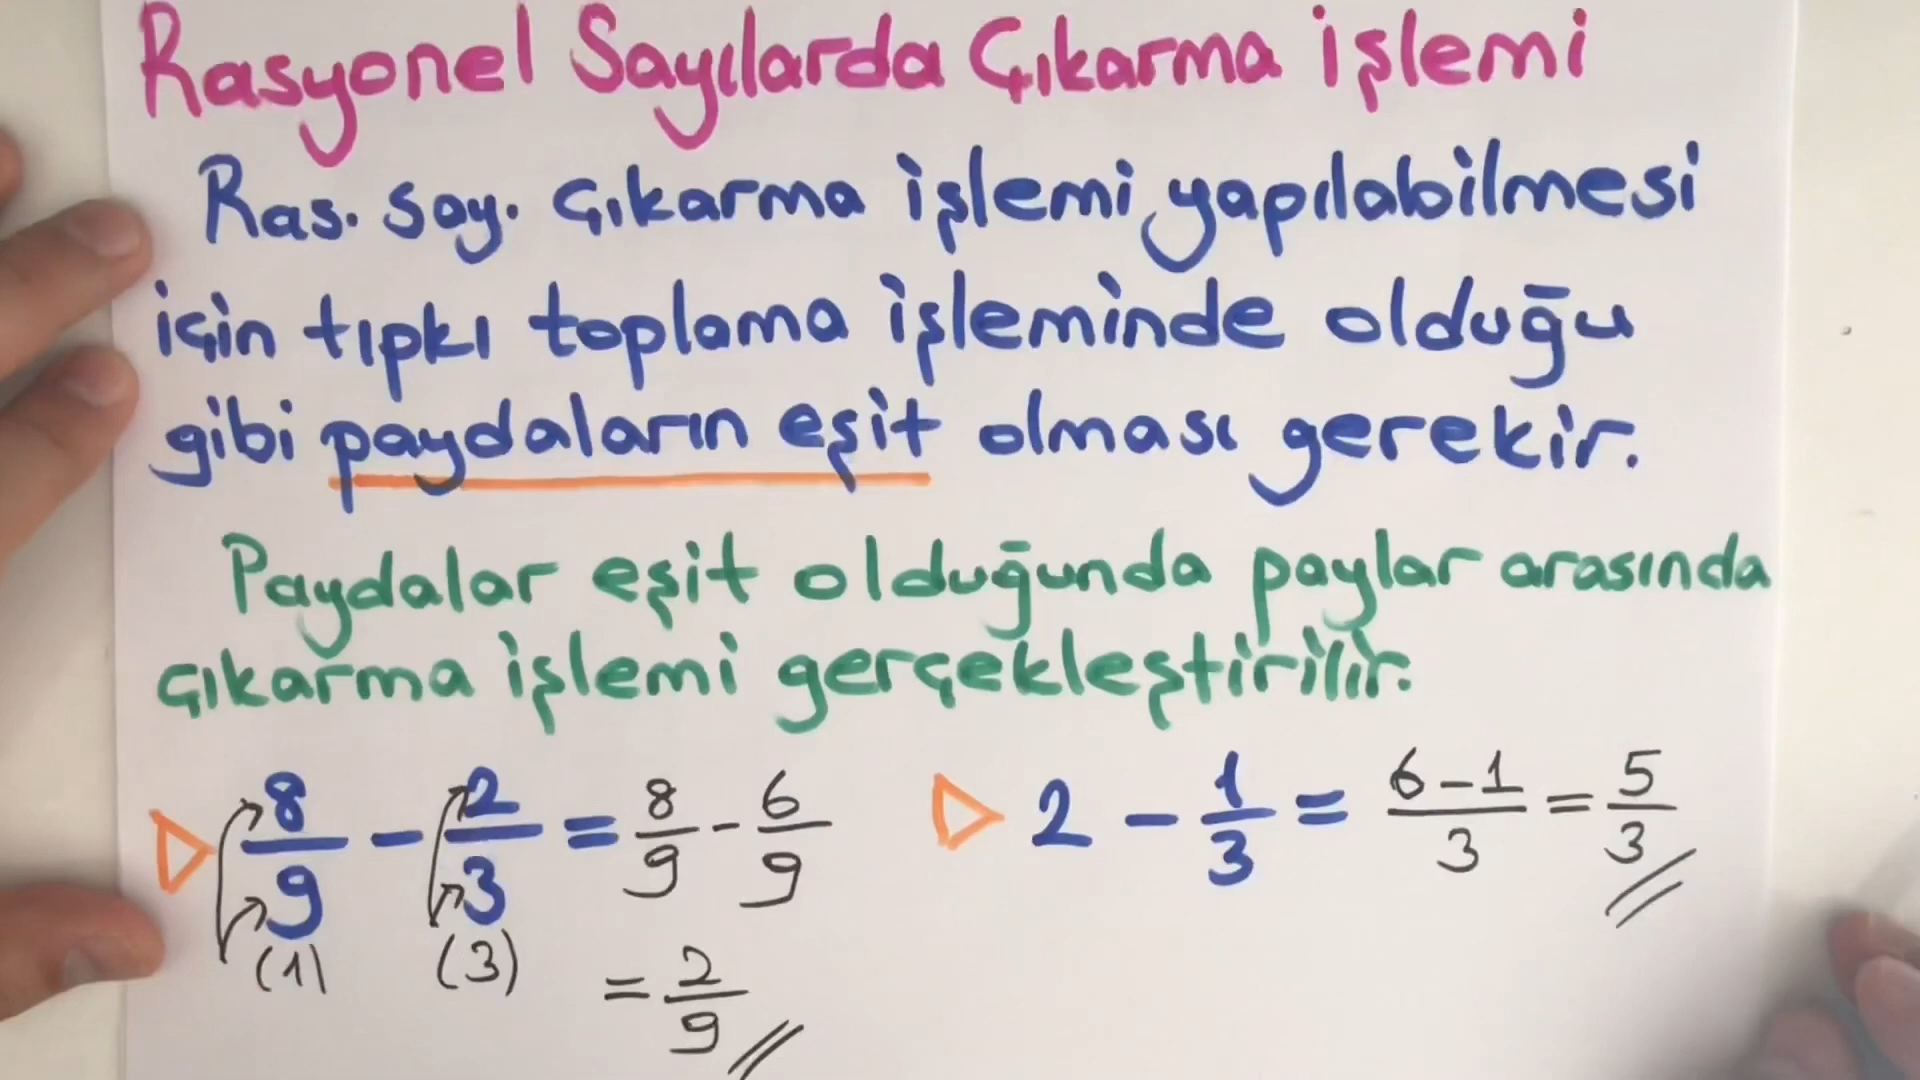 Rasyonel Sayılarda Çıkarma işlemi
Ras. say. çıkarma işlemi yapılabilmesi
için tıpkı toplama işleminde olduğu
gibi paydaların eşit olması gerekir.
Paydalar eşit olduğunda paylar arasında
çıkarma işlemi gerçekleştirilir.
8/9 - 2/3 = 8/9 - 6/9
(1) (3)
= 2/9
2 - 1/3 = 6-1/3 = 5/3